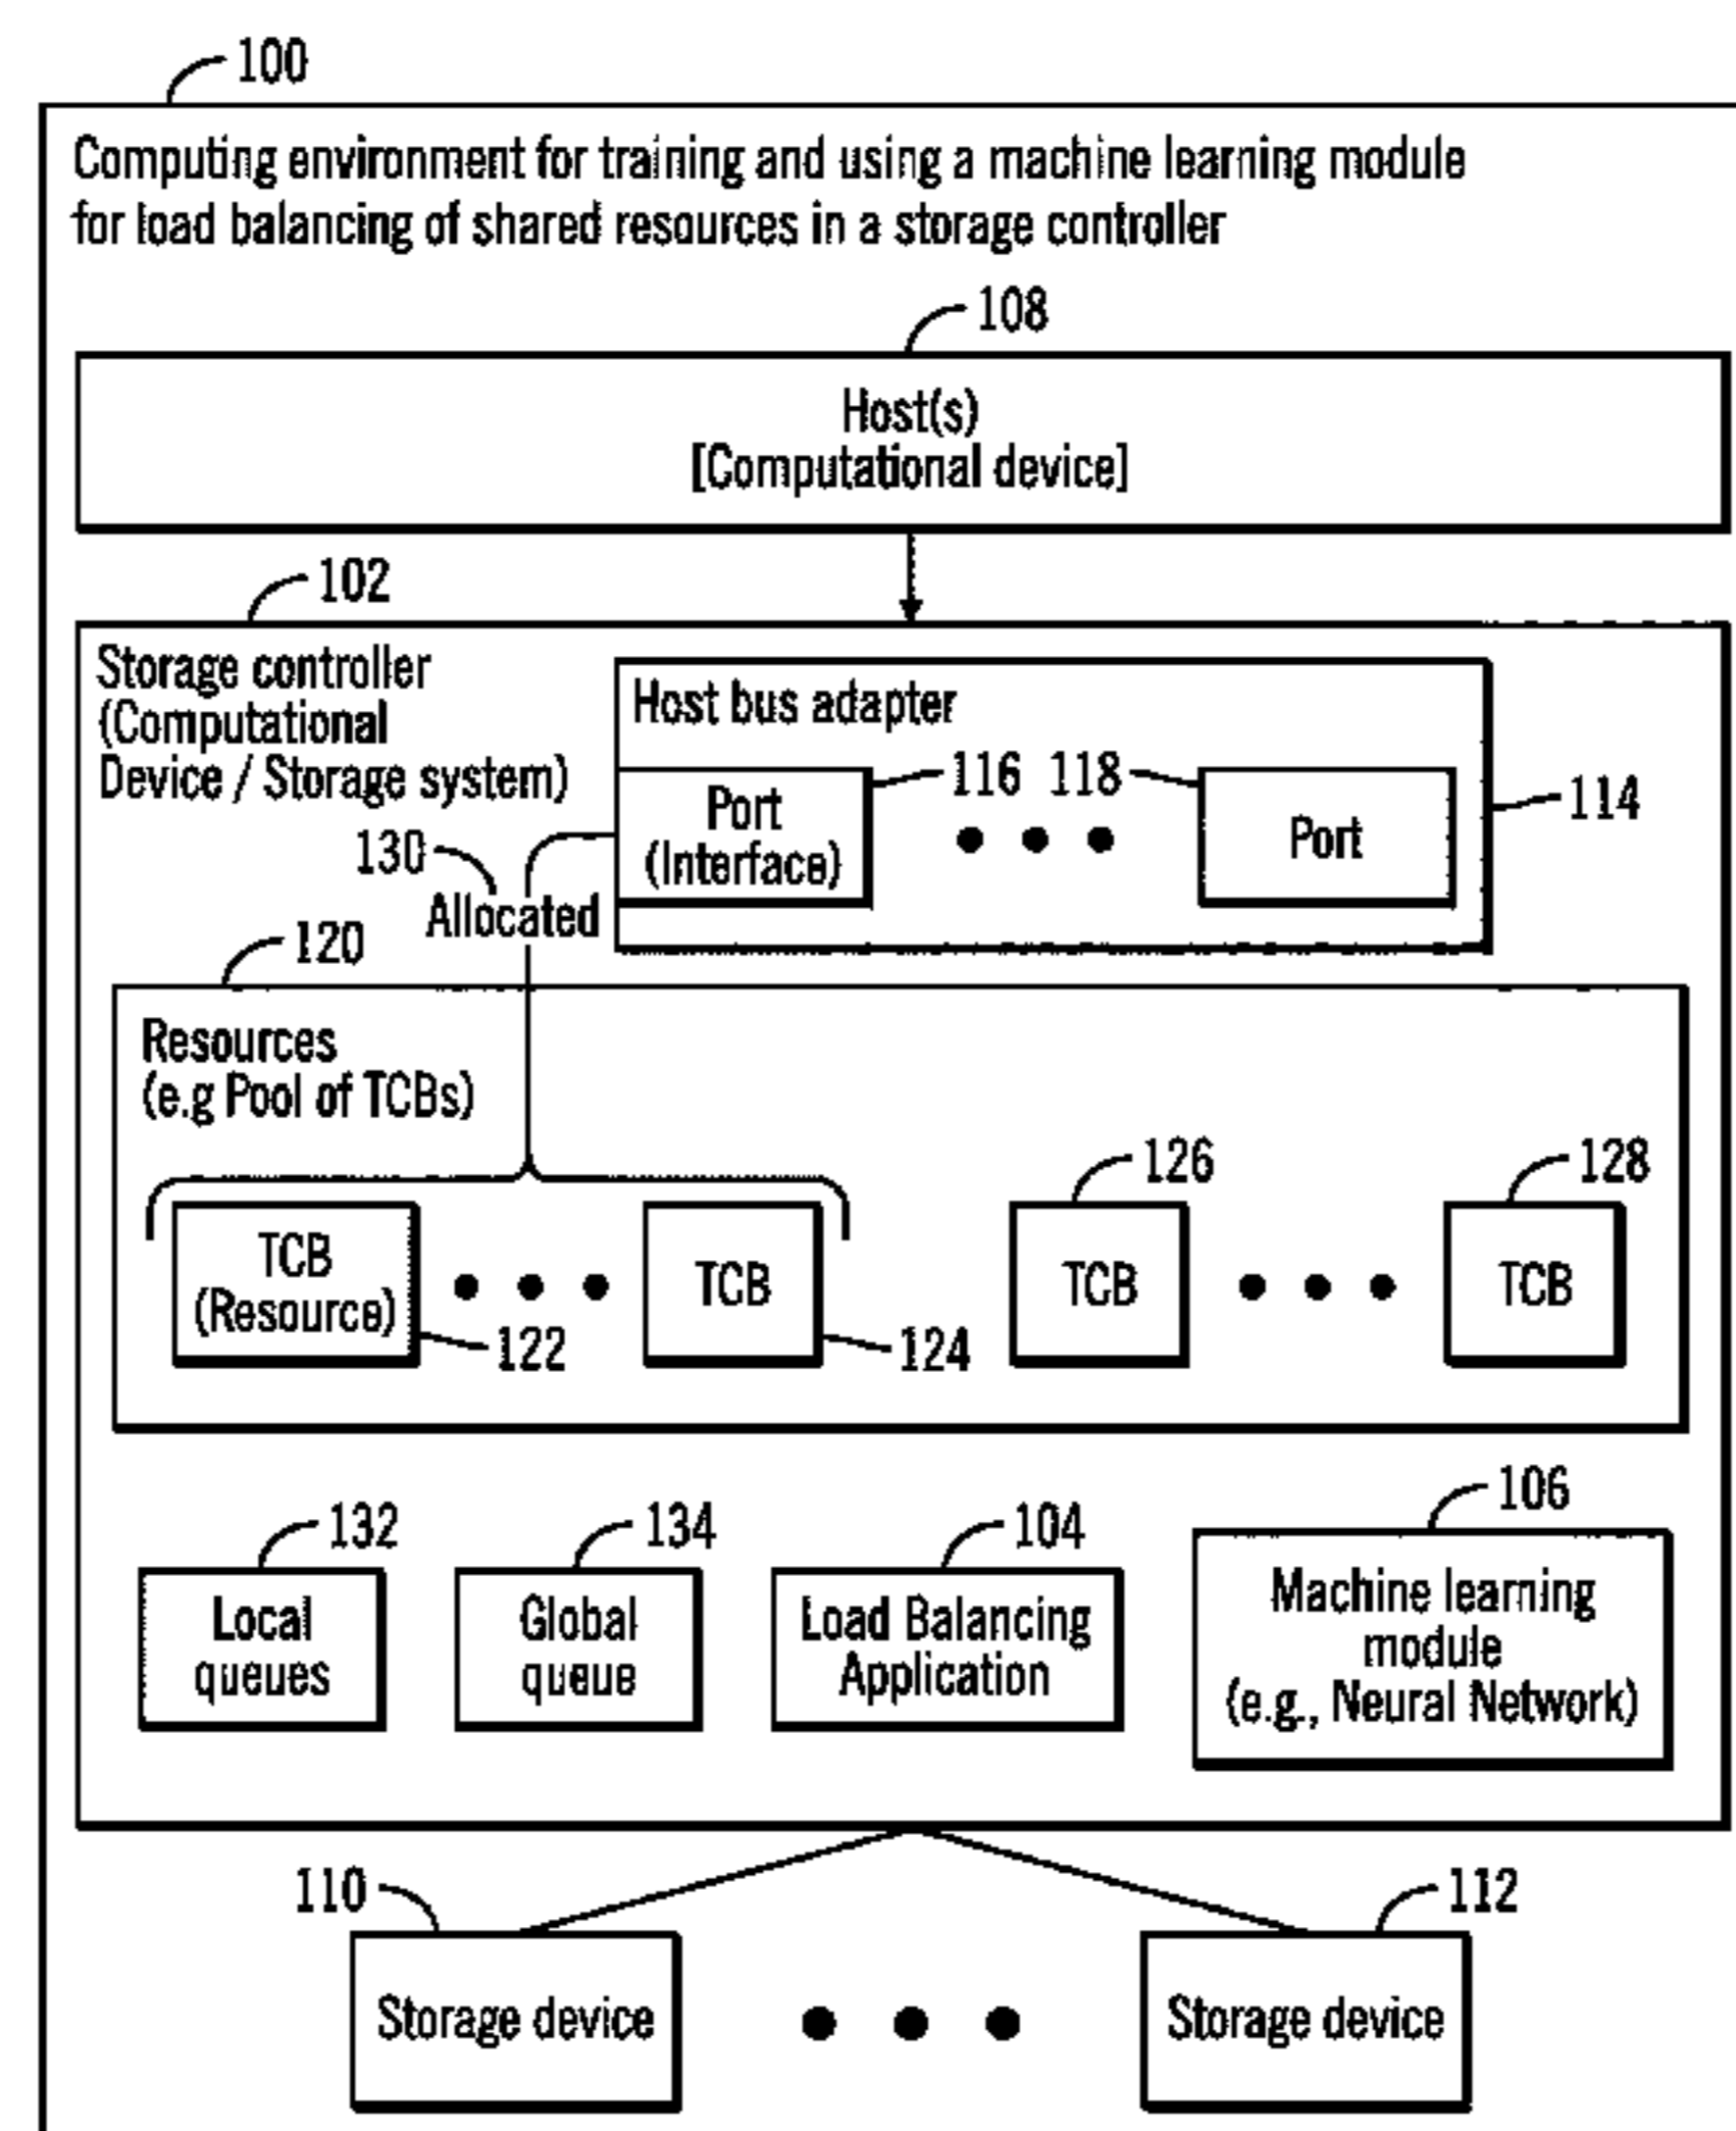 100
Computing environment for training and using a machine learning module
for load balancing of shared resources in a storage controller
108
Host(s)
[Computational device]
102
Storage controller
(Computational
Device / Storage system)
Host bus adapter
116
118
114
Port
(Interface)
Port
130
Allocated
120
Resources
(e.g Pool of TCBs)
126
128
TCB
(Resource)
122
TCB
124
TCB
TCB
132
134
104
106
Local
queues
Global
queue
Load Balancing
Application
Machine learning
module
(e.g., Neural Network)
110
112
Storage device
Storage device